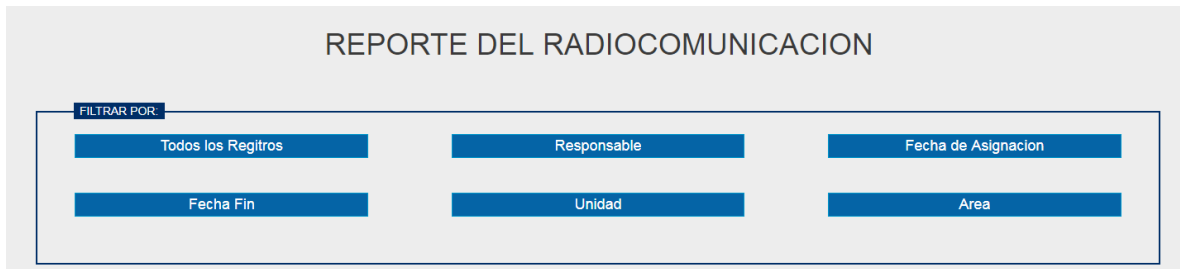 REPORTE DEL RADIOCOMUNICACION
FILTRAR POR:
Todos los Regitros Responsable Fecha de Asignacion
Fecha Fin Unidad Area